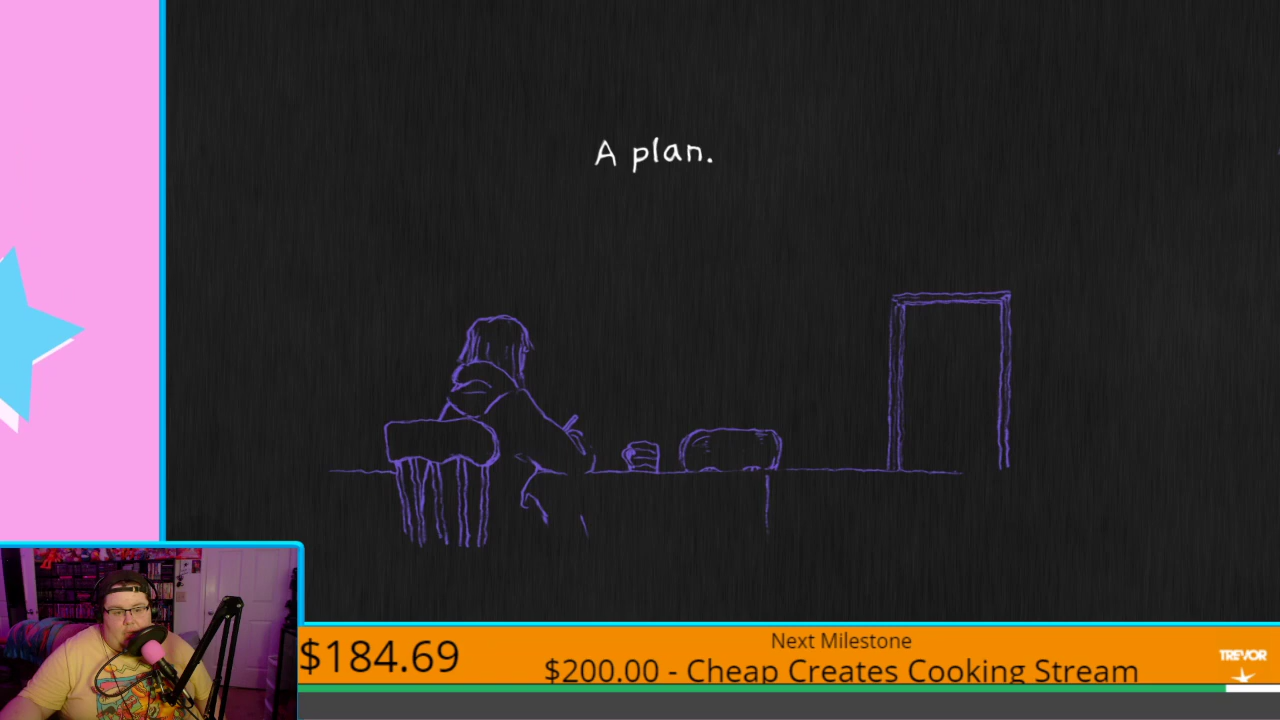 A plan.
$184.69
Next Milestone
$200.00 - Cheap Creates Cooking Stream
TREVOR